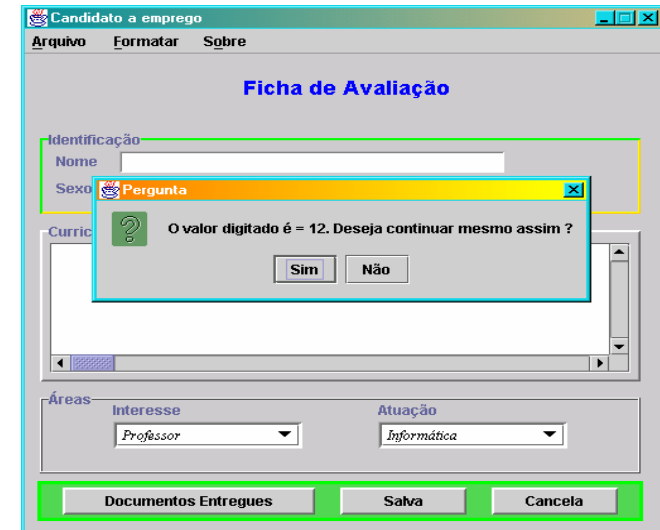 Candidato a emprego
Arquivo Formatar Sobre
Ficha de Avaliação
Identificação
Nome
Sexo
Pergunta
O valor digitado é = 12. Deseja continuar mesmo assim ?
Sim Não
Curric
Áreas
Interesse Atuação
Professor Informática
Documentos Entregues Salva Cancela